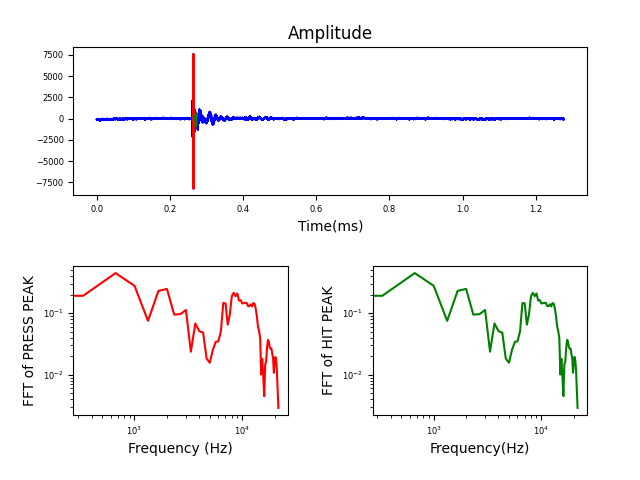 Amplitude
7500
5000
2500
0
−2500
−5000
−7500
0.0 0.2 0.4 0.6 0.8 1.0 1.2
Time(ms)
FFT of PRESS PEAK
10⁻¹
10⁻²
10³ 10⁴
Frequency (Hz)
FFT of HIT PEAK
10⁻¹
10⁻²
10³ 10⁴
Frequency(Hz)